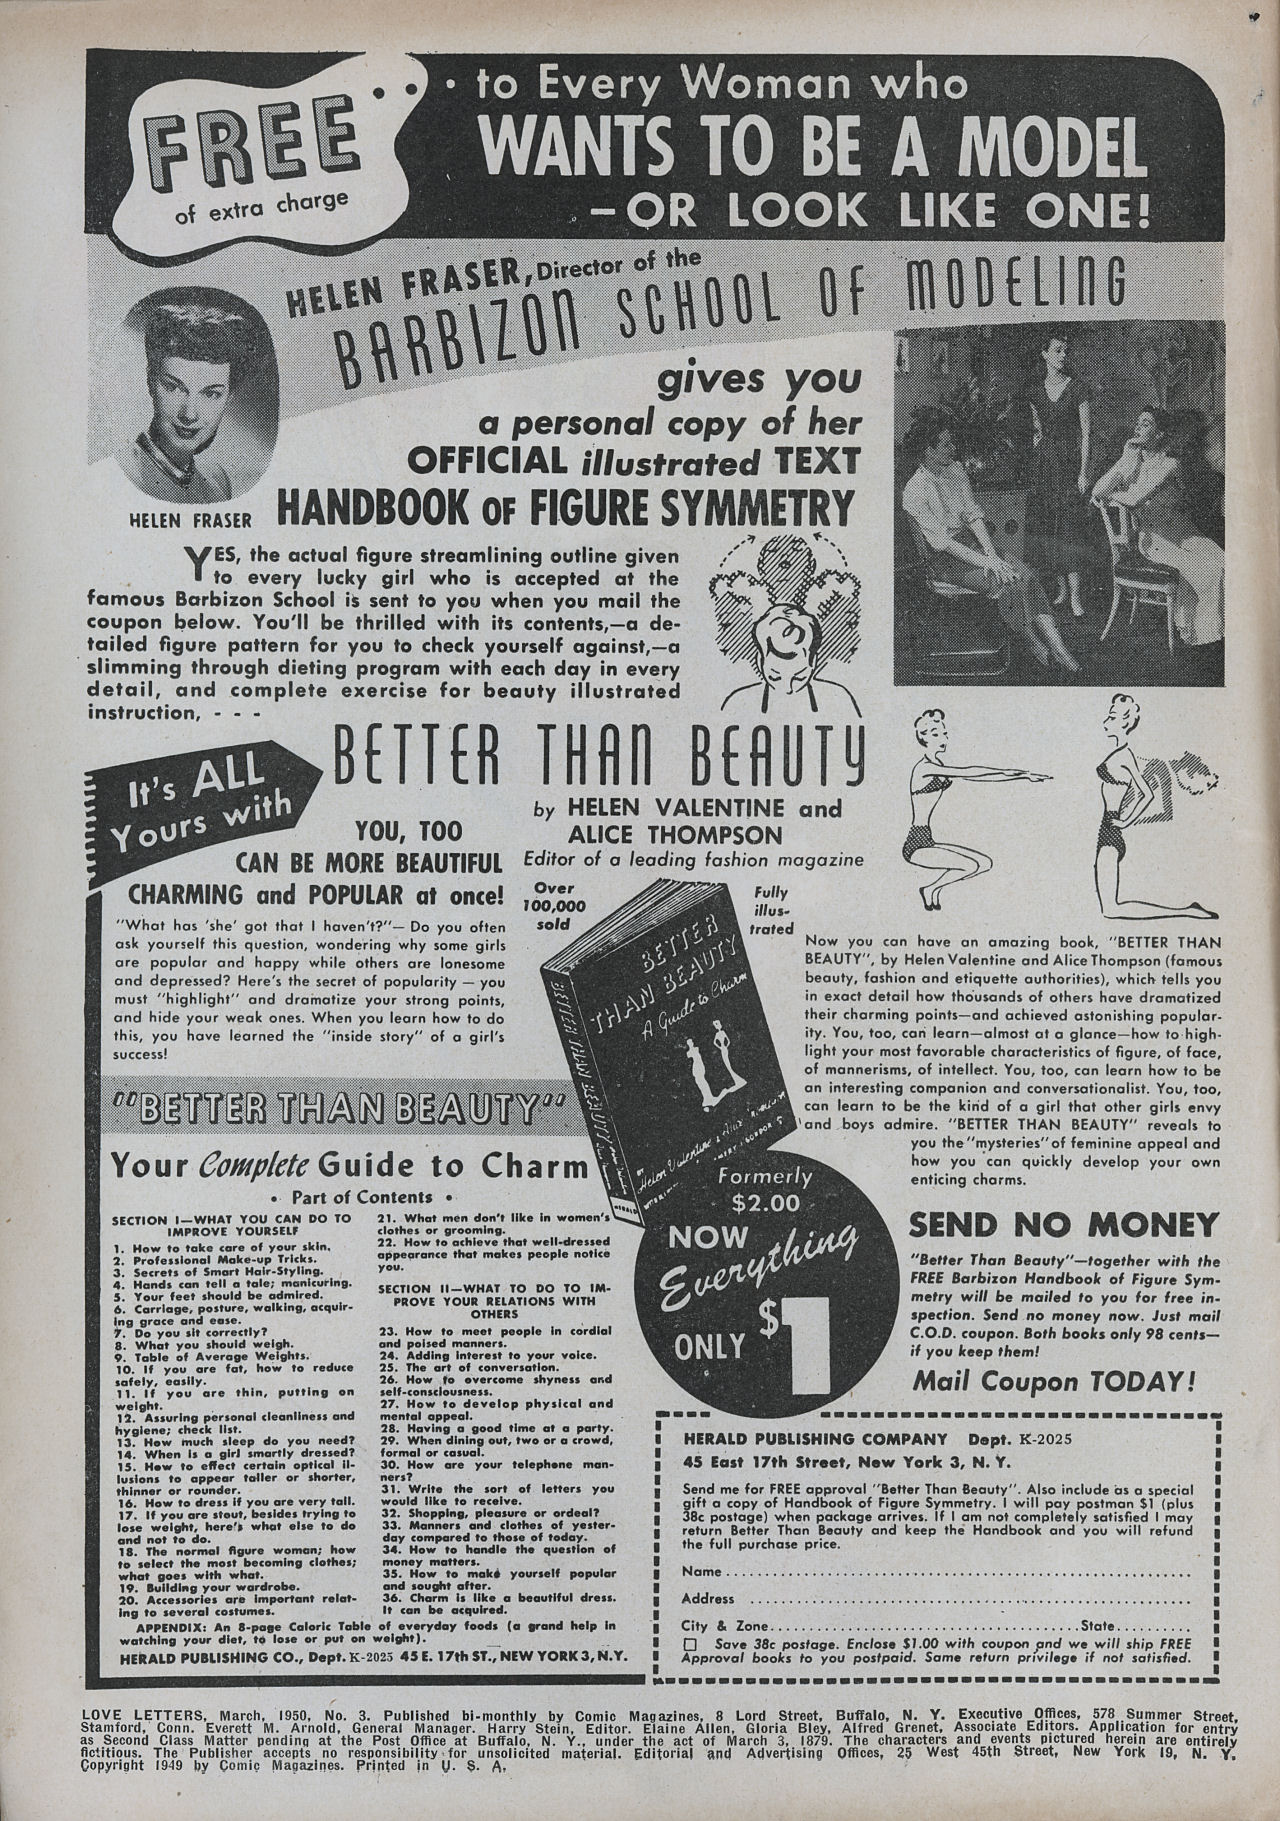 FREE
of extra charge
... to Every Woman who
WANTS TO BE A MODEL
–OR LOOK LIKE ONE!
HELEN FRASER, Director of the
BARBIZON SCHOOL OF MODELING
gives you
a personal copy of her
OFFICIAL illustrated TEXT
HANDBOOK OF FIGURE SYMMETRY
HELEN FRASER
YES, the actual figure streamlining outline given
to every lucky girl who is accepted at the
famous Barbizon School is sent to you when you mail the
coupon below. You'll be thrilled with its contents,—a de-
tailed figure pattern for you to check yourself against,—a
slimming through dieting program with each day in every
detail, and complete exercise for beauty illustrated
instruction, - - -
It's ALL
Yours with
BETTER THAN BEAUTY
by HELEN VALENTINE and
ALICE THOMPSON
Editor of a leading fashion magazine
YOU, TOO
CAN BE MORE BEAUTIFUL
CHARMING and POPULAR at once!
"What has 'she' got that I haven't?"— Do you often
ask yourself this question, wondering why some girls
are popular and happy while others are lonesome
and depressed? Here's the secret of popularity — you
must "highlight" and dramatize your strong points,
and hide your weak ones. When you learn how to do
this, you have learned the "inside story" of a girl's
success!
Over
100,000
sold
Fully
illus-
trated
BETTER
THAN BEAUTY
A Guide to Charm
BETTER THAN BEAUTY
HERALD
Now you can have an amazing book, "BETTER THAN
BEAUTY", by Helen Valentine and Alice Thompson (famous
beauty, fashion and etiquette authorities), which tells you
in exact detail how thousands of others have dramatized
their charming points—and achieved astonishing popular-
ity. You, too, can learn—almost at a glance—how to high-
light your most favorable characteristics of figure, of face,
of mannerisms, of intellect. You, too, can learn how to be
an interesting companion and conversationalist. You, too,
can learn to be the kind of a girl that other girls envy
and boys admire. "BETTER THAN BEAUTY" reveals to
you the "mysteries" of feminine appeal and
how you can quickly develop your own
enticing charms.
"BETTER THAN BEAUTY"
Your Complete Guide to Charm
• Part of Contents •
SECTION I—WHAT YOU CAN DO TO
IMPROVE YOURSELF
1. How to take care of your skin.
2. Professional Make-up Tricks.
3. Secrets of Smart Hair-Styling.
4. Hands can tell a tale; manicuring.
5. Your feet should be admired.
6. Carriage, posture, walking, acquir-
ing grace and ease.
7. Do you sit correctly?
8. What you should weigh.
9. Table of Average Weights.
10. If you are fat, how to reduce
safely, easily.
11. If you are thin, putting on
weight.
12. Assuring personal cleanliness and
hygiene; check list.
13. How much sleep do you need?
14. When is a girl smartly dressed?
15. How to effect certain optical il-
lusions to appear taller or shorter,
thinner or rounder.
16. How to dress if you are very tall.
17. If you are stout, besides trying to
lose weight, here's what else to do
and not to do.
18. The normal figure woman; how
to select the most becoming clothes;
what goes with what.
19. Building your wardrobe.
20. Accessories are important relat-
ing to several costumes.
21. What men don't like in women's
clothes or grooming.
22. How to achieve that well-dressed
appearance that makes people notice
you.
SECTION II—WHAT TO DO TO IM-
PROVE YOUR RELATIONS WITH
OTHERS
23. How to meet people in cordial
and poised manners.
24. Adding interest to your voice.
25. The art of conversation.
26. How to overcome shyness and
self-consciousness.
27. How to develop physical and
mental appeal.
28. Having a good time at a party.
29. When dining out, two or a crowd,
formal or casual.
30. How are your telephone man-
ners?
31. Write the sort of letters you
would like to receive.
32. Shopping, pleasure or ordeal?
33. Manners and clothes of yester-
day compared to those of today.
34. How to handle the question of
money matters.
35. How to make yourself popular
and sought after.
36. Charm is like a beautiful dress.
It can be acquired.
APPENDIX: An 8-page Caloric Table of everyday foods (a grand help in
watching your diet, to lose or put on weight).
HERALD PUBLISHING CO., Dept. K-2025 45 E. 17th ST., NEW YORK 3, N.Y.
Formerly
$2.00
NOW
Everything
ONLY $1
SEND NO MONEY
"Better Than Beauty"—together with the
FREE Barbizon Handbook of Figure Sym-
metry will be mailed to you for free in-
spection. Send no money now. Just mail
C.O.D. coupon. Both books only 98 cents—
if you keep them!
Mail Coupon TODAY!
HERALD PUBLISHING COMPANY Dept. K-2025
45 East 17th Street, New York 3, N. Y.
Send me for FREE approval "Better Than Beauty". Also include as a special
gift a copy of Handbook of Figure Symmetry. I will pay postman $1 (plus
38c postage) when package arrives. If I am not completely satisfied I may
return Better Than Beauty and keep the Handbook and you will refund
the full purchase price.
Name
Address
City & Zone State
☐ Save 38c postage. Enclose $1.00 with coupon and we will ship FREE
Approval books to you postpaid. Same return privilege if not satisfied.
LOVE LETTERS, March, 1950, No. 3. Published bi-monthly by Comic Magazines, 8 Lord Street, Buffalo, N. Y. Executive Offices, 578 Summer Street,
Stamford, Conn. Everett M. Arnold, General Manager. Harry Stein, Editor. Elaine Allen, Gloria Bley, Alfred Grenet, Associate Editors. Application for entry
as Second Class Matter pending at the Post Office at Buffalo, N. Y., under the act of March 3, 1879. The characters and events pictured herein are entirely
fictitious. The Publisher accepts no responsibility for unsolicited material. Editorial and Advertising Offices, 25 West 45th Street, New York 19, N. Y.
Copyright 1949 by Comic Magazines. Printed in U. S. A.